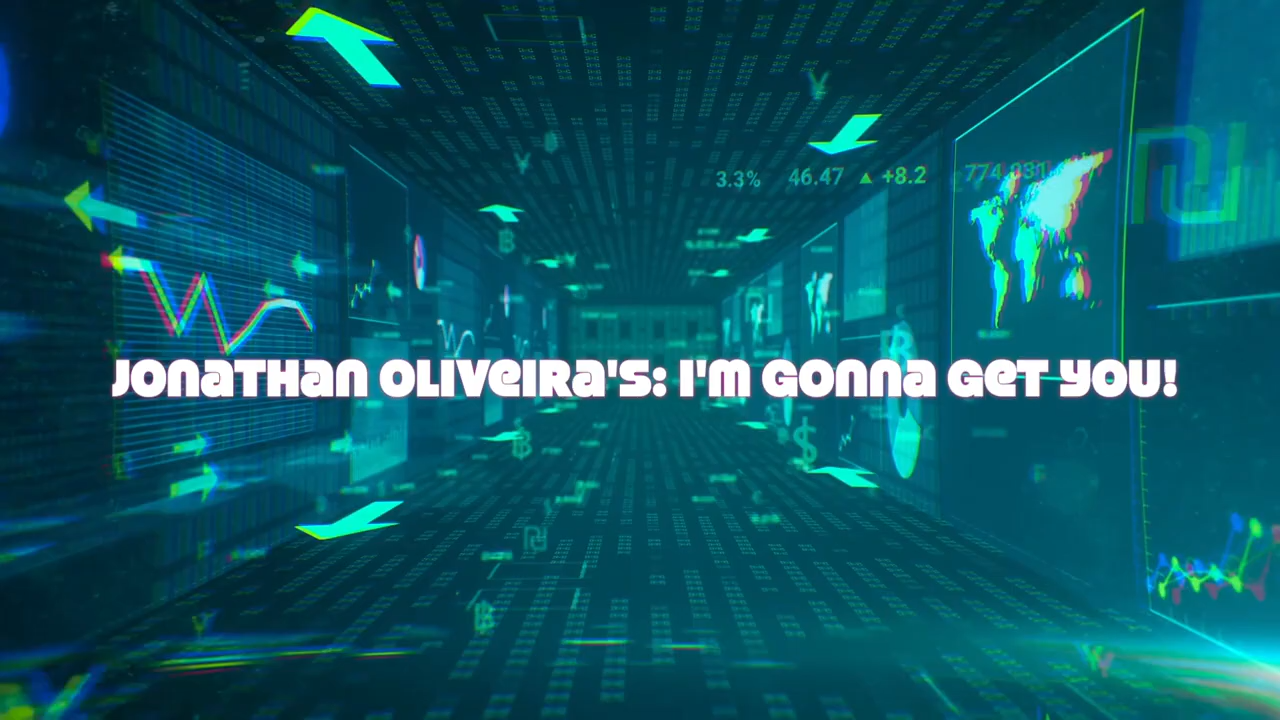 3.3% 46.47 ▲ +8.2
JONATHAN OLIVEIRA'S: I'M GONNA GET YOU!